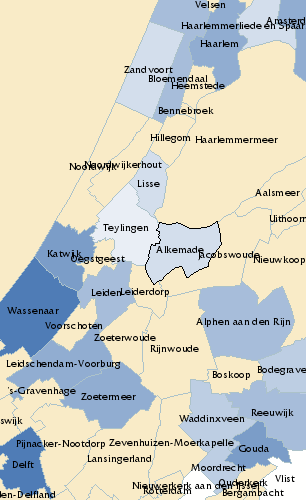 Velsen
Amsterd
Haarlemmerliede en Spaar
Haarlem
Zandvoort
Bloemendaal
Heemstede
Bennebroek
Hillegom
Haarlemmermeer
Noordwijkerhout
Noordwijk
Lisse
Aalsmeer
Uithoorn
Teylingen
Alkemade
Jacobswoude
Nieuwkoop
Katwijk
Oegstgeest
Leiden
Leiderdorp
Wassenaar
Voorschoten
Alphen aan den Rijn
Zoeterwoude
Rijnwoude
Leidschendam-Voorburg
Boskoop
Bodegrave
's-Gravenhage
Zoetermeer
Reeuwijk
Waddinxveen
swijk
Pijnacker-Nootdorp
Zevenhuizen-Moerkapelle
Gouda
Lansingerland
Delft
Moordrecht
Vlist
Ouderkerk
Nieuwerkerk aan den IJssel
Rotterdam
Bergambacht
den-Delfland